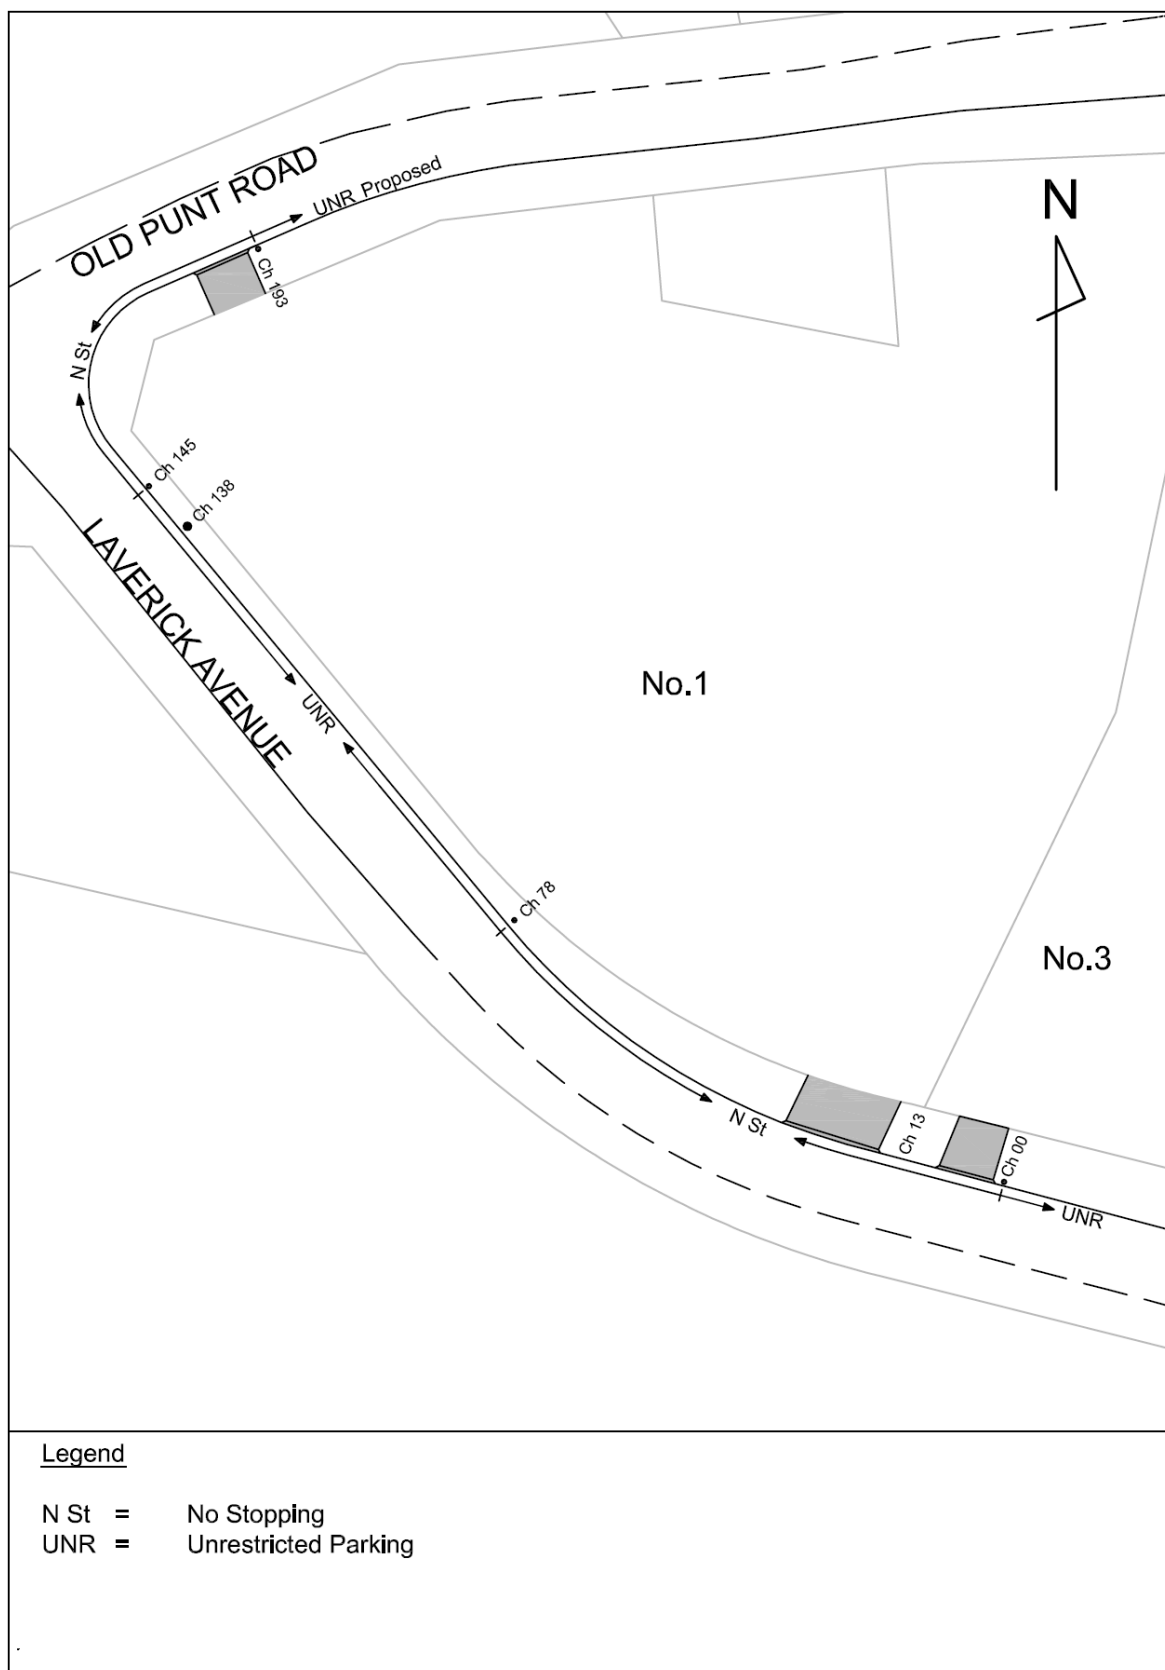 OLD PUNT ROAD
UNR Proposed
N
Ch 193
N St
Ch 145
Ch 138
LAVERICK AVENUE
UNR
No.1
Ch 78
No.3
N St
Ch 13
Ch 00
UNR
Legend
N St = No Stopping
UNR = Unrestricted Parking